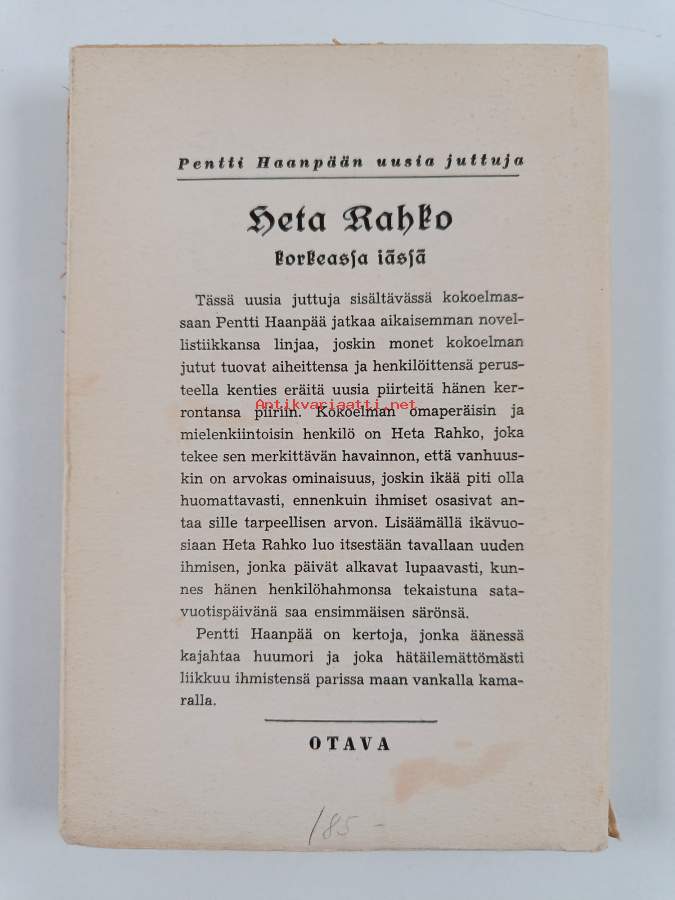 Pentti Haanpään uusia juttuja
Heta Rahko
korkeassa iässä
Tässä uusia juttuja sisältävässä kokoelmas-
saan Pentti Haanpää jatkaa aikaisemman novel-
listiikkansa linjaa, joskin monet kokoelman
jutut tuovat aiheittensa ja henkilöittensä perus-
teella kenties eräitä uusia piirteitä hänen ker-
rontansa piiriin. Kokoelman omaperäisin ja
Antikvariaatti.net
mielenkiintoisin henkilö on Heta Rahko, joka
tekee sen merkittävän havainnon, että vanhuus-
kin on arvokas ominaisuus, joskin ikää piti olla
huomattavasti, ennenkuin ihmiset osasivat an-
taa sille tarpeellisen arvon. Lisäämällä ikävuo-
siaan Heta Rahko luo itsestään tavallaan uuden
ihmisen, jonka päivät alkavat lupaavasti, kun-
nes hänen henkilöhahmonsa tekaistuna sata-
vuotispäivänä saa ensimmäisen särönsä.
Pentti Haanpää on kertoja, jonka äänessä
kajahtaa huumori ja joka hätäilemättömästi
liikkuu ihmistensä parissa maan vankalla kama-
ralla.
OTAVA
185 -